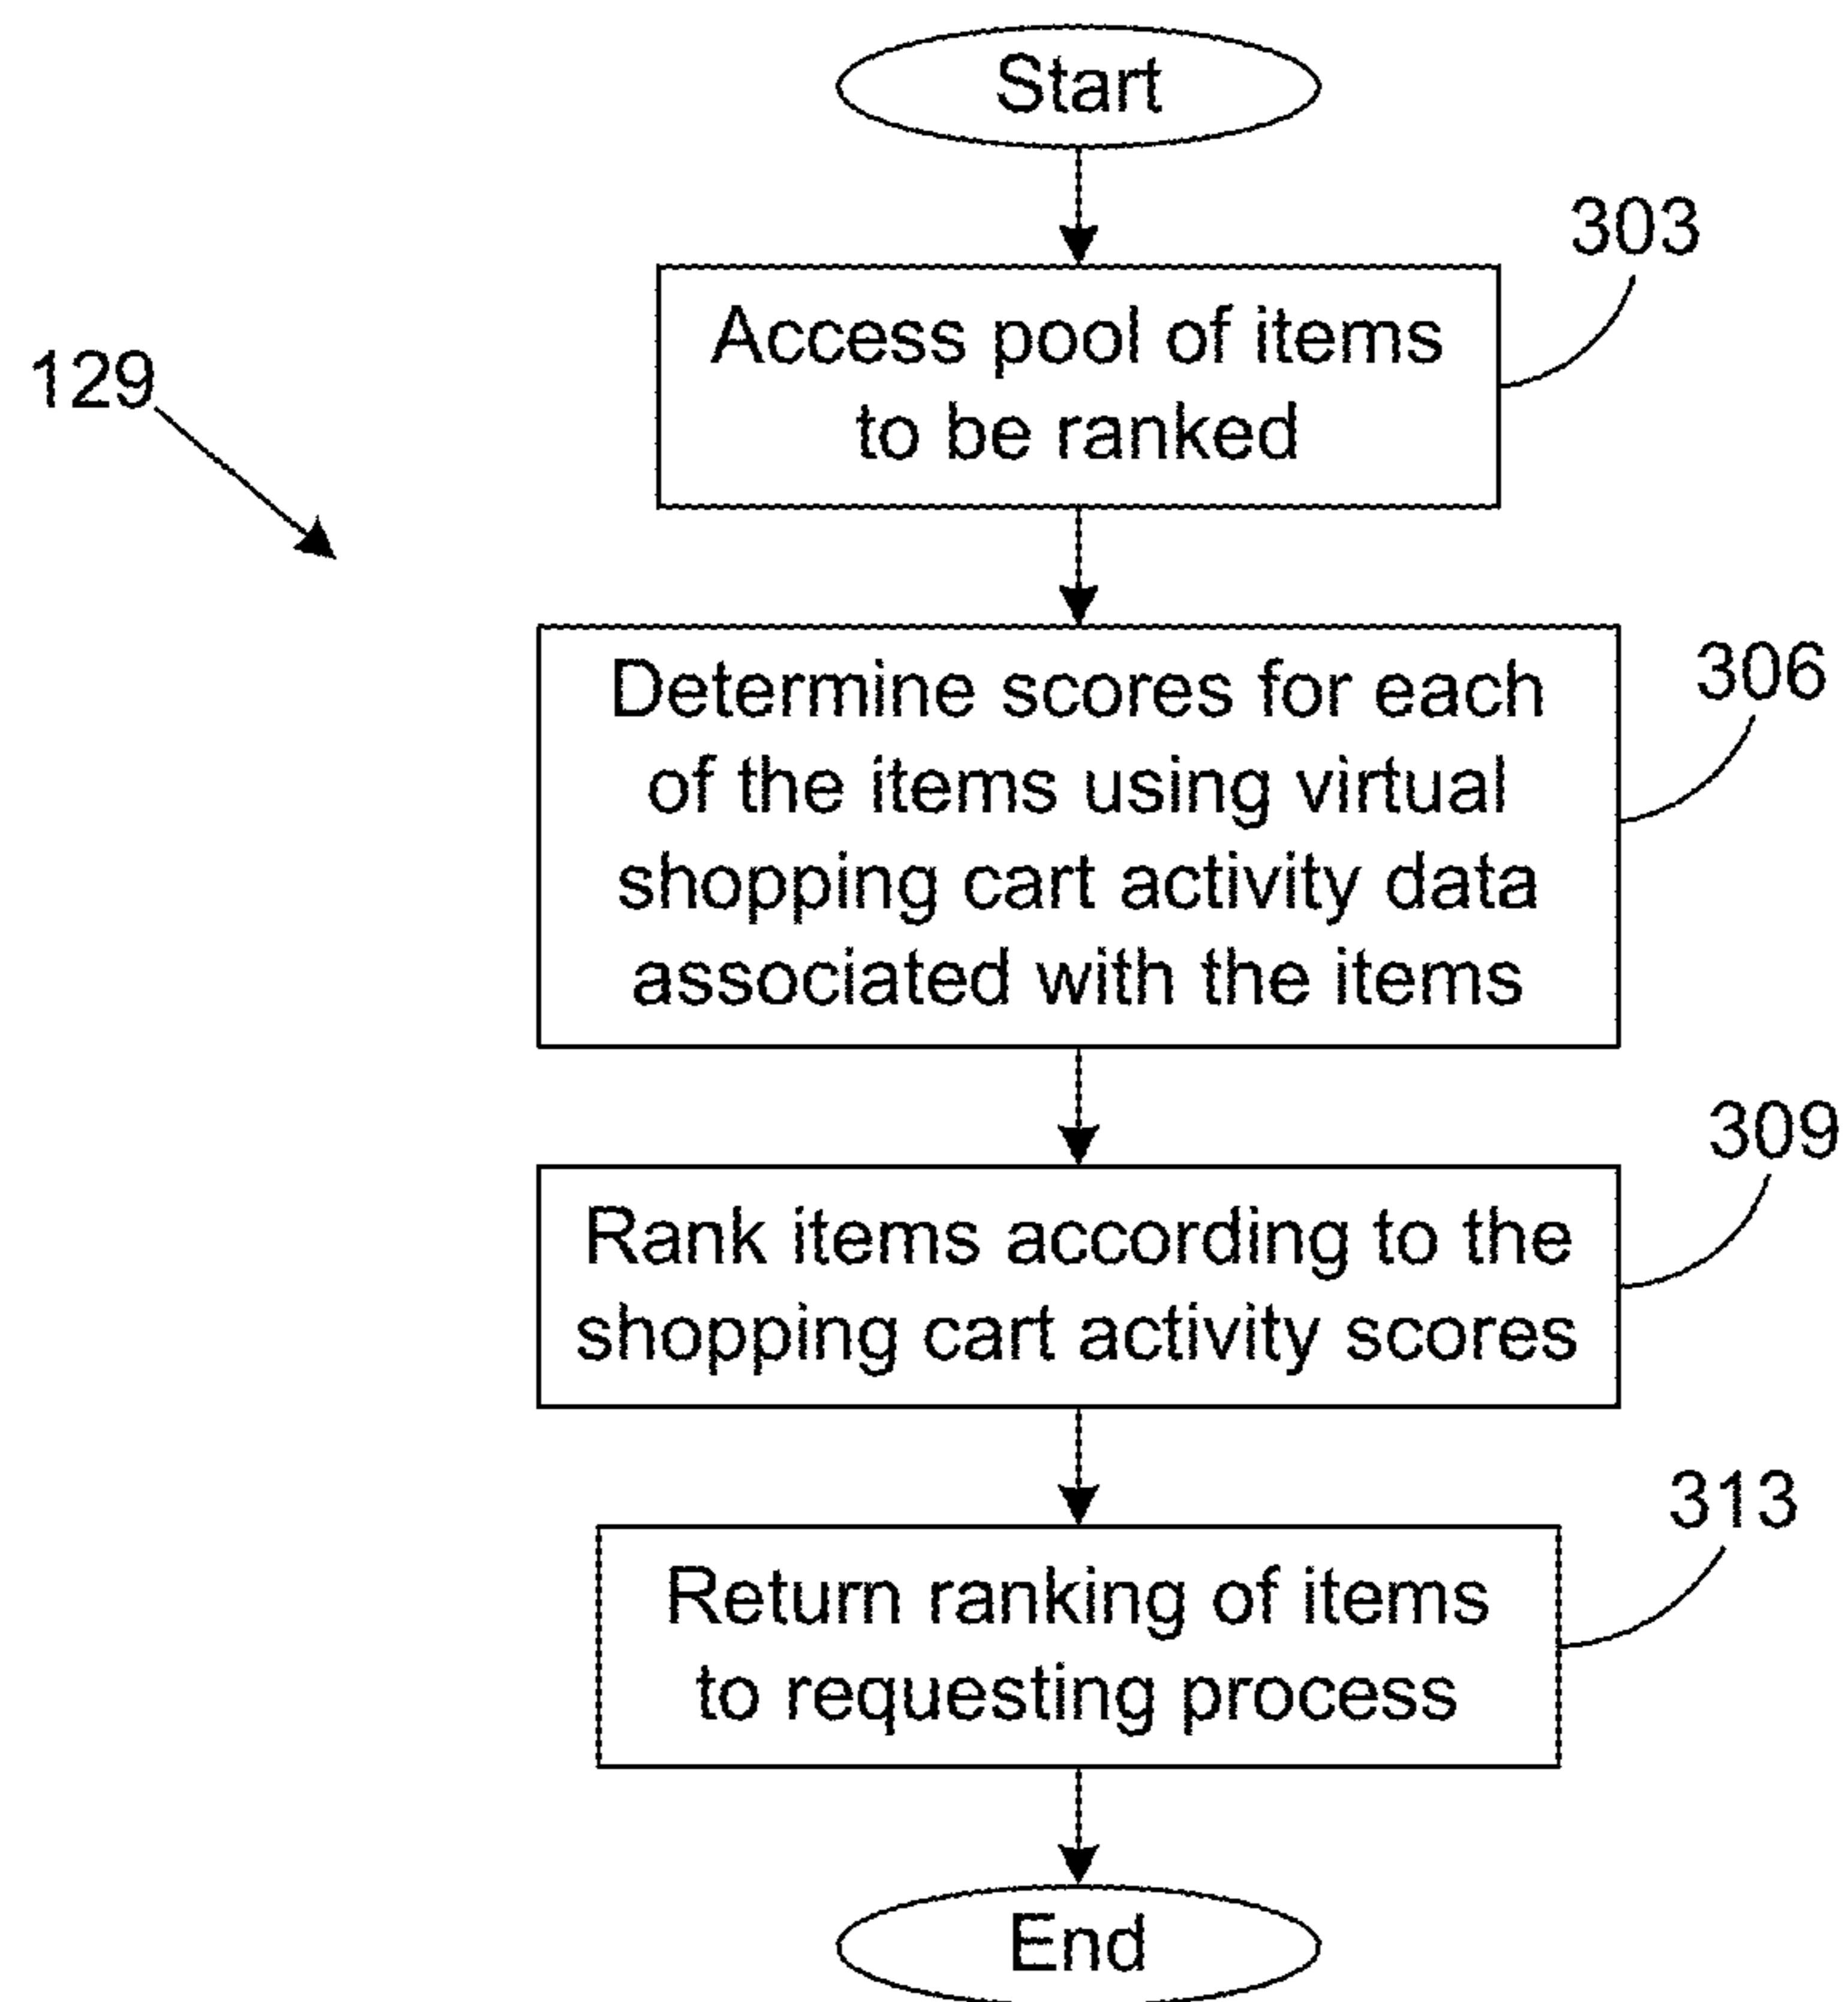 Start
303
Access pool of items
to be ranked
129
306
Determine scores for each
of the items using virtual
shopping cart activity data
associated with the items
309
Rank items according to the
shopping cart activity scores
313
Return ranking of items
to requesting process
End